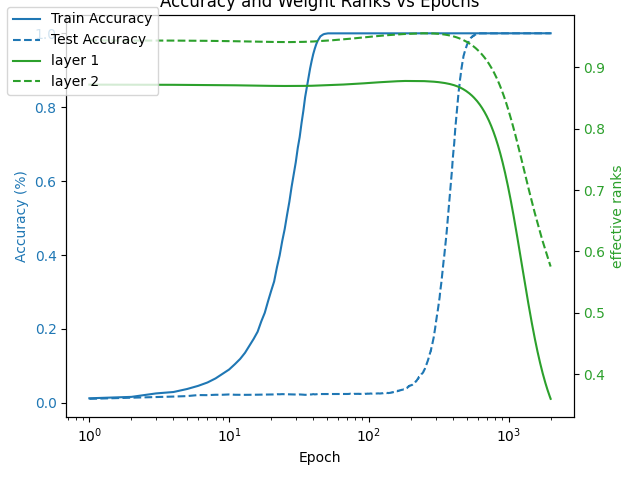 Accuracy and Weight Ranks vs Epochs
Train Accuracy
Test Accuracy
layer 1
layer 2
1.0
0.8
0.6
0.4
0.2
0.0
Accuracy (%)
0.9
0.8
0.7
0.6
0.5
0.4
effective ranks
10^0 10^1 10^2 10^3
Epoch